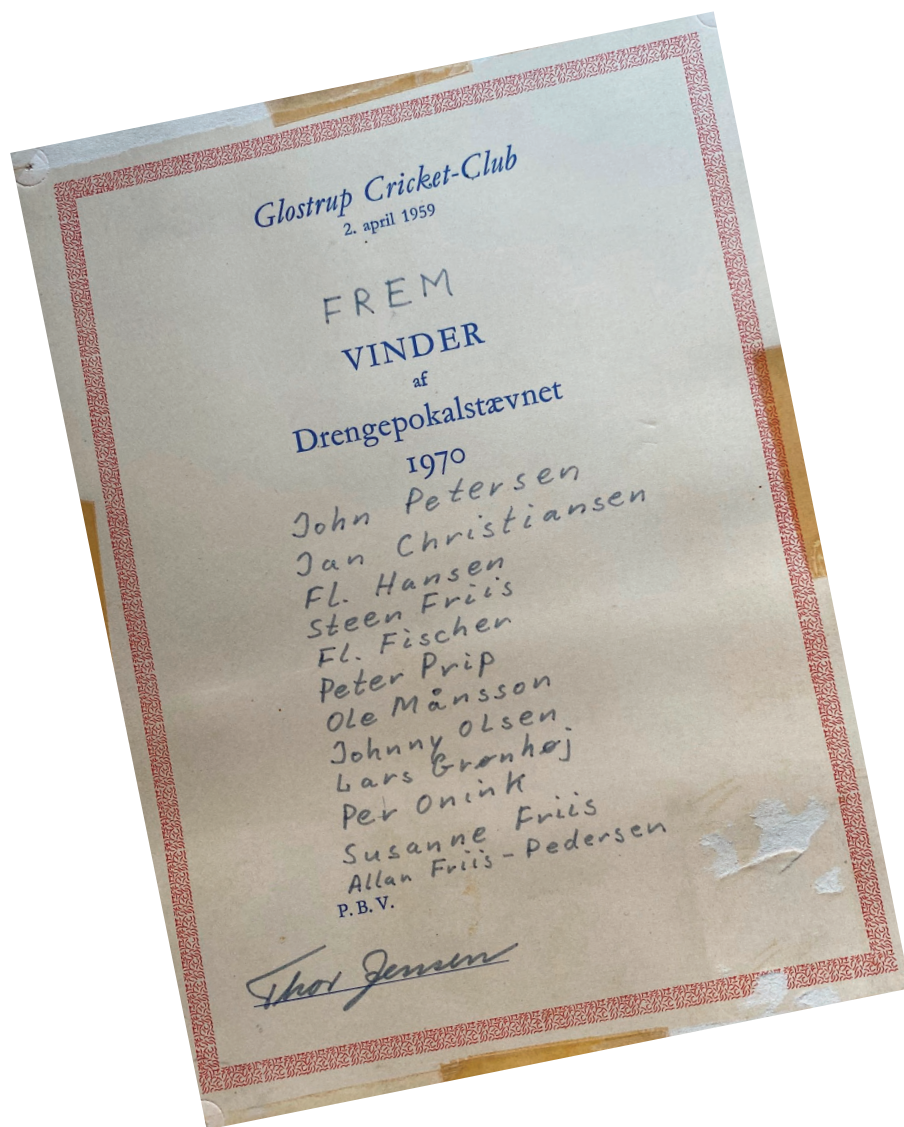 Glostrup Cricket-Club
2. april 1959
FREM
VINDER
af
Drengepokalstævnet
1970
John Petersen
Jan Christiansen
Fl. Hansen
Steen Friis
Fl. Fischer
Peter Prip
Ole Månsson
Johnny Olsen
Lars Grønhøj
Per Onink
Susanne Friis
Allan Friis-Pedersen
P. B. V.
Thor Jensen